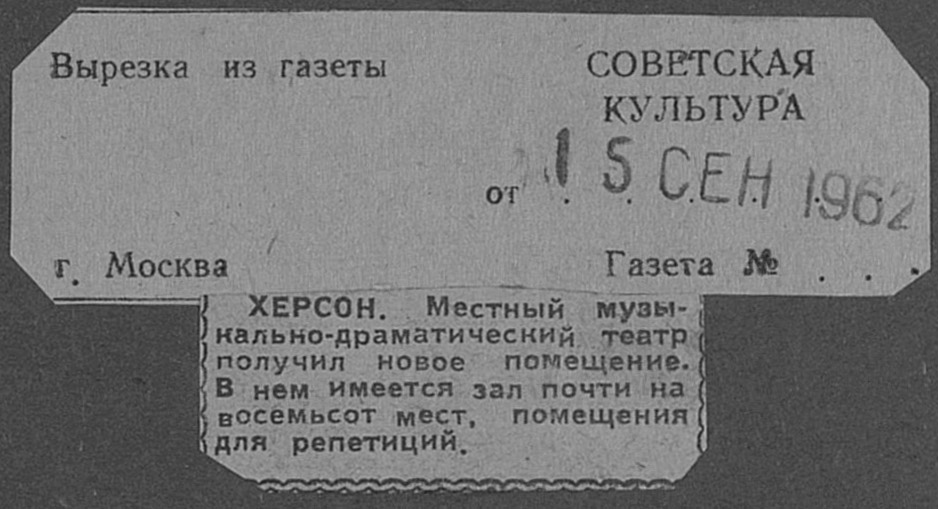 Вырезка из газеты
СОВЕТСКАЯ
КУЛЬТУРА
от 15 СЕН 1962
г. Москва
Газета № . . .
ХЕРСОН. Местный музы-
кально-драматический театр
получил новое помещение.
В нем имеется зал почти на
восемьсот мест, помещения
для репетиций.